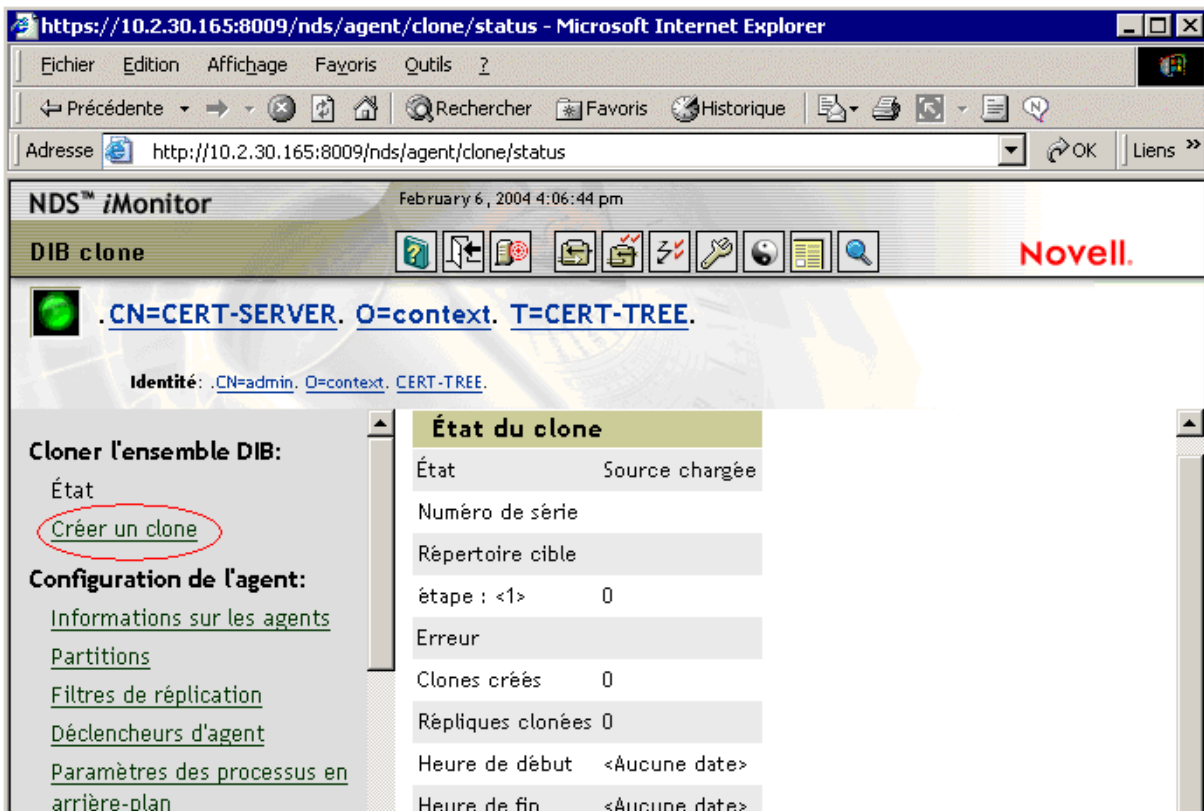 https://10.2.30.165:8009/nds/agent/clone/status - Microsoft Internet Explorer
Fichier Edition Affichage Favoris Outils ?
Précédente Rechercher Favoris Historique
Adresse http://10.2.30.165:8009/nds/agent/clone/status OK Liens »
NDS™ iMonitor February 6, 2004 4:06:44 pm
DIB clone Novell.
.CN=CERT-SERVER. O=context. T=CERT-TREE.
Identité: .CN=admin. O=context. CERT-TREE.
Cloner l'ensemble DIB:
État
Créer un clone
Configuration de l'agent:
Informations sur les agents
Partitions
Filtres de réplication
Déclencheurs d'agent
Paramètres des processus en
arrière-plan
État du clone
État Source chargée
Numéro de série
Répertoire cible
étape : <1> 0
Erreur
Clones créés 0
Répliques clonées 0
Heure de début <Aucune date>
Heure de fin <Aucune date>